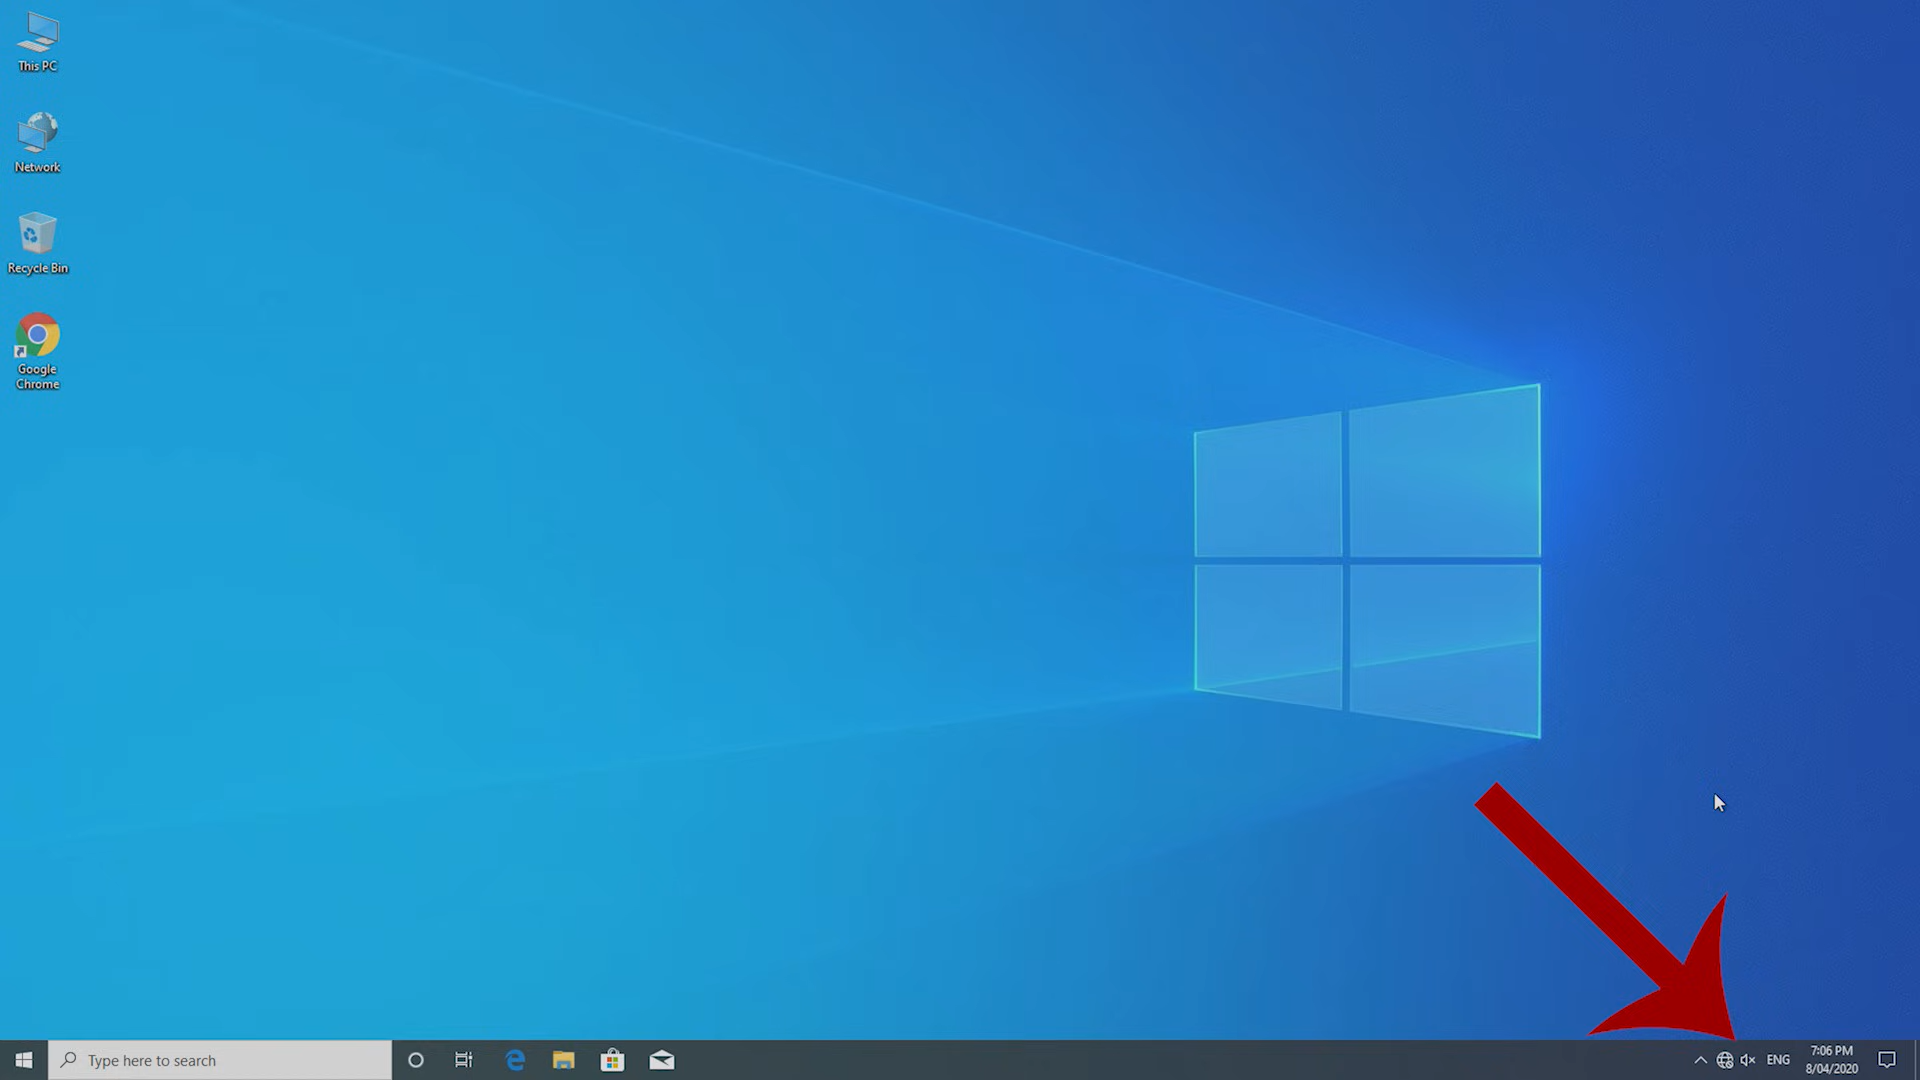 This PC
Network
Recycle Bin
Google
Chrome
Type here to search
ENG
7:06 PM
8/04/2020